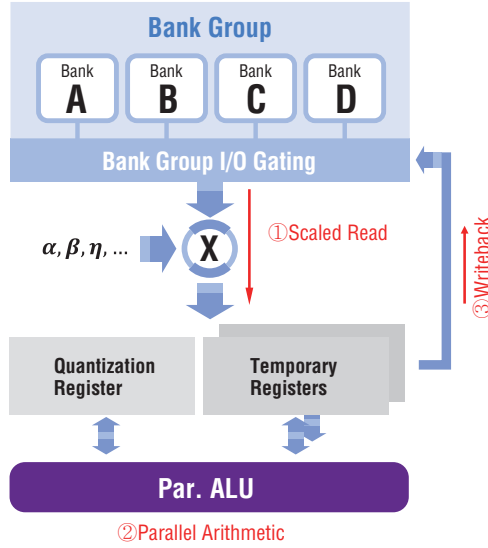 Bank Group
Bank
A
Bank
B
Bank
C
Bank
D
Bank Group I/O Gating
①Scaled Read
α, β, η, ...
X
③Writeback
Quantization
Register
Temporary
Registers
Par. ALU
②Parallel Arithmetic